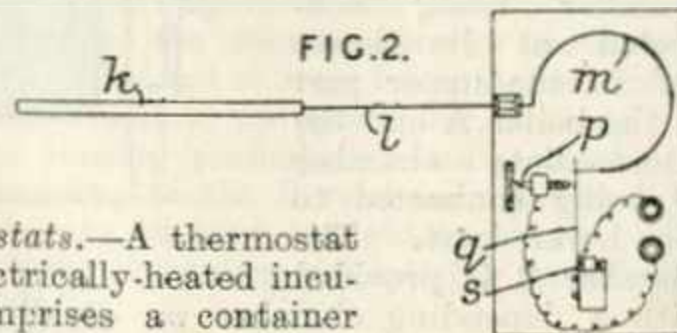 FIG.2.
k
l
m
p
q
s
stats.—A thermostat
ctrically-heated incu-
mprises a container